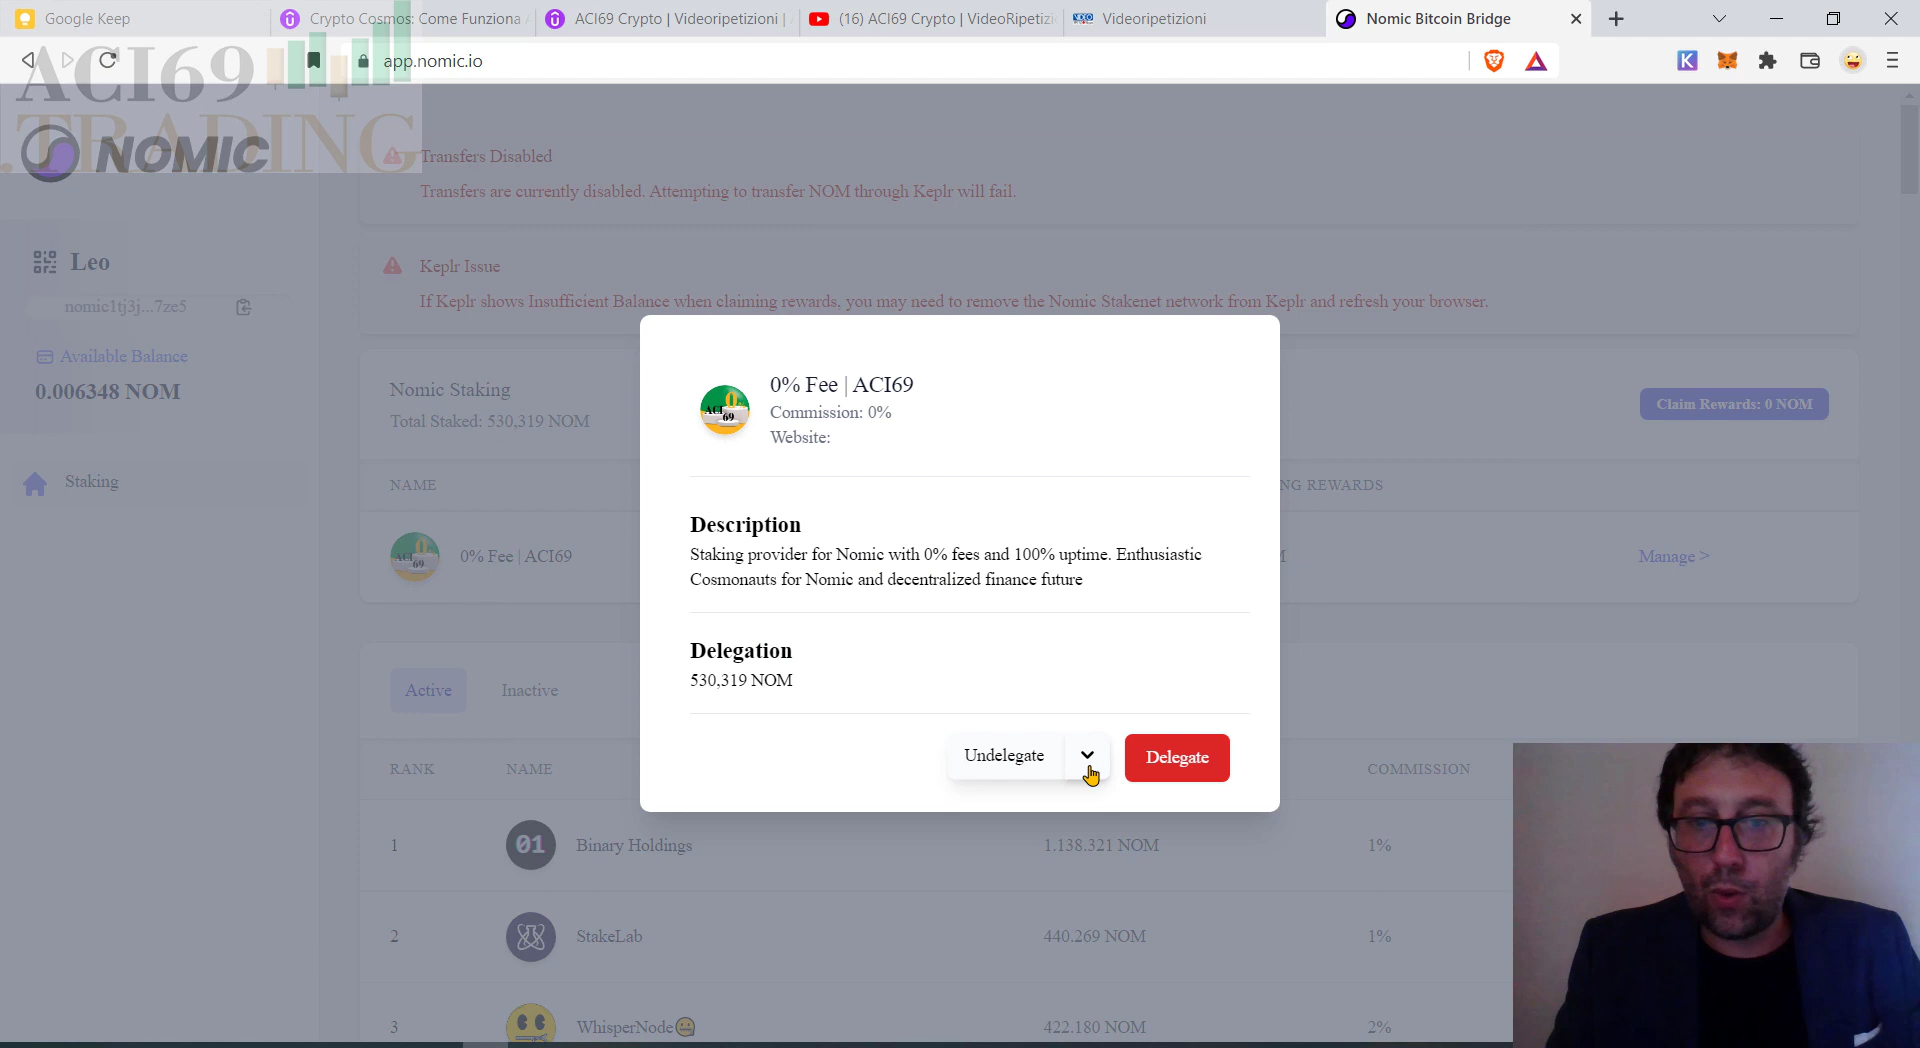 Google Keep
Crypto Cosmos: Come Funziona
ACI69 Crypto | Videoripetizioni |
(16) ACI69 Crypto | VideoRipetizi
Videoripetizioni
Nomic Bitcoin Bridge
app.nomic.io
ACI69
.TRADING
NOMIC
Transfers Disabled
Transfers are currently disabled. Attempting to transfer NOM through Keplr will fail.
Leo
Keplr Issue
If Keplr shows Insufficient Balance when claiming rewards, you may need to remove the Nomic Stakenet network from Keplr and refresh your browser.
nomic1tj3j...7ze5
Available Balance
0.006348 NOM
Staking
Nomic Staking
Total Staked: 530,319 NOM
Claim Rewards: 0 NOM
NAME
NG REWARDS
ACI69
0% Fee | ACI69
M
Manage >
0% Fee | ACI69
Commission: 0%
Website:
Description
Staking provider for Nomic with 0% fees and 100% uptime. Enthusiastic
Cosmonauts for Nomic and decentralized finance future
Delegation
530,319 NOM
Undelegate
Delegate
Active
Inactive
RANK
NAME
COMMISSION
1
01
Binary Holdings
1.138.321 NOM
1%
2
StakeLab
440.269 NOM
1%
3
WhisperNode🤐
422.180 NOM
2%